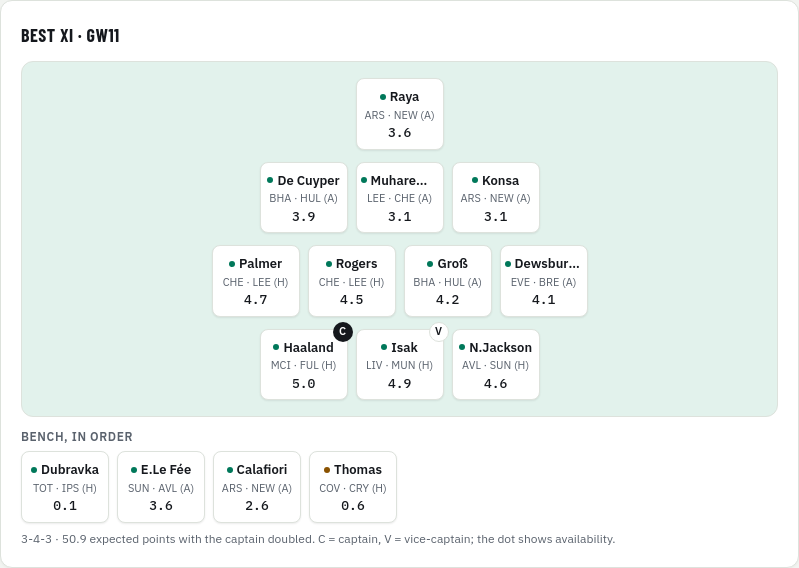 BEST XI · GW11
Raya
ARS · NEW (A)
3.6
De Cuyper
BHA · HUL (A)
3.9
Muhare...
LEE · CHE (A)
3.1
Konsa
ARS · NEW (A)
3.1
Palmer
CHE · LEE (H)
4.7
Rogers
CHE · LEE (H)
4.5
Groß
BHA · HUL (A)
4.2
Dewsbur...
EVE · BRE (A)
4.1
C
Haaland
MCI · FUL (H)
5.0
V
Isak
LIV · MUN (H)
4.9
N.Jackson
AVL · SUN (H)
4.6
BENCH, IN ORDER
Dubravka
TOT · IPS (H)
0.1
E.Le Fée
SUN · AVL (A)
3.6
Calafiori
ARS · NEW (A)
2.6
Thomas
COV · CRY (H)
0.6
3-4-3 · 50.9 expected points with the captain doubled. C = captain, V = vice-captain; the dot shows availability.